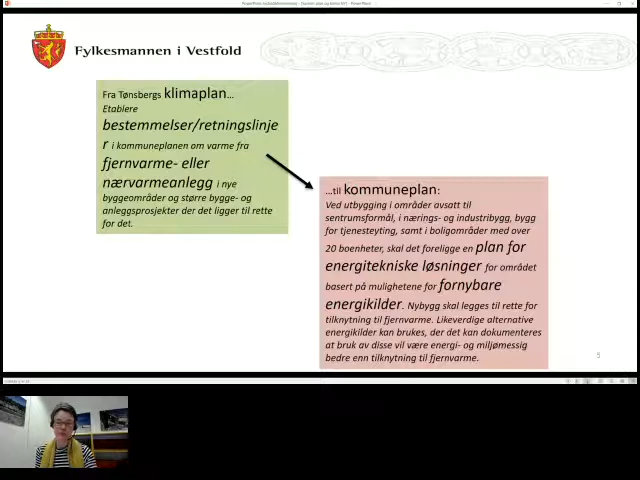 Fylkesmannen i Vestfold
Fra Tønsbergs klimaplan…
Etablere
bestemmelser/retningslinje
r i kommuneplanen om varme fra
fjernvarme- eller
nærvarmeanlegg i nye
byggeområder og større bygge- og
anleggsprosjekter der det ligger til rette
for det.
…til kommuneplan:
Ved utbygging i områder avsatt til
sentrumsformål, i nærings- og industribygg, bygg
for tjenesteyting, samt i boligområder med over
20 boenheter, skal det foreligge en plan for
energitekniske løsninger for området
basert på mulighetene for fornybare
energikilder. Nybygg skal legges til rette for
tilknytning til fjernvarme. Likeverdige alternative
energikilder kan brukes, der det kan dokumenteres
at bruk av disse vil være energi- og miljømessig
bedre enn tilknytning til fjernvarme.
5